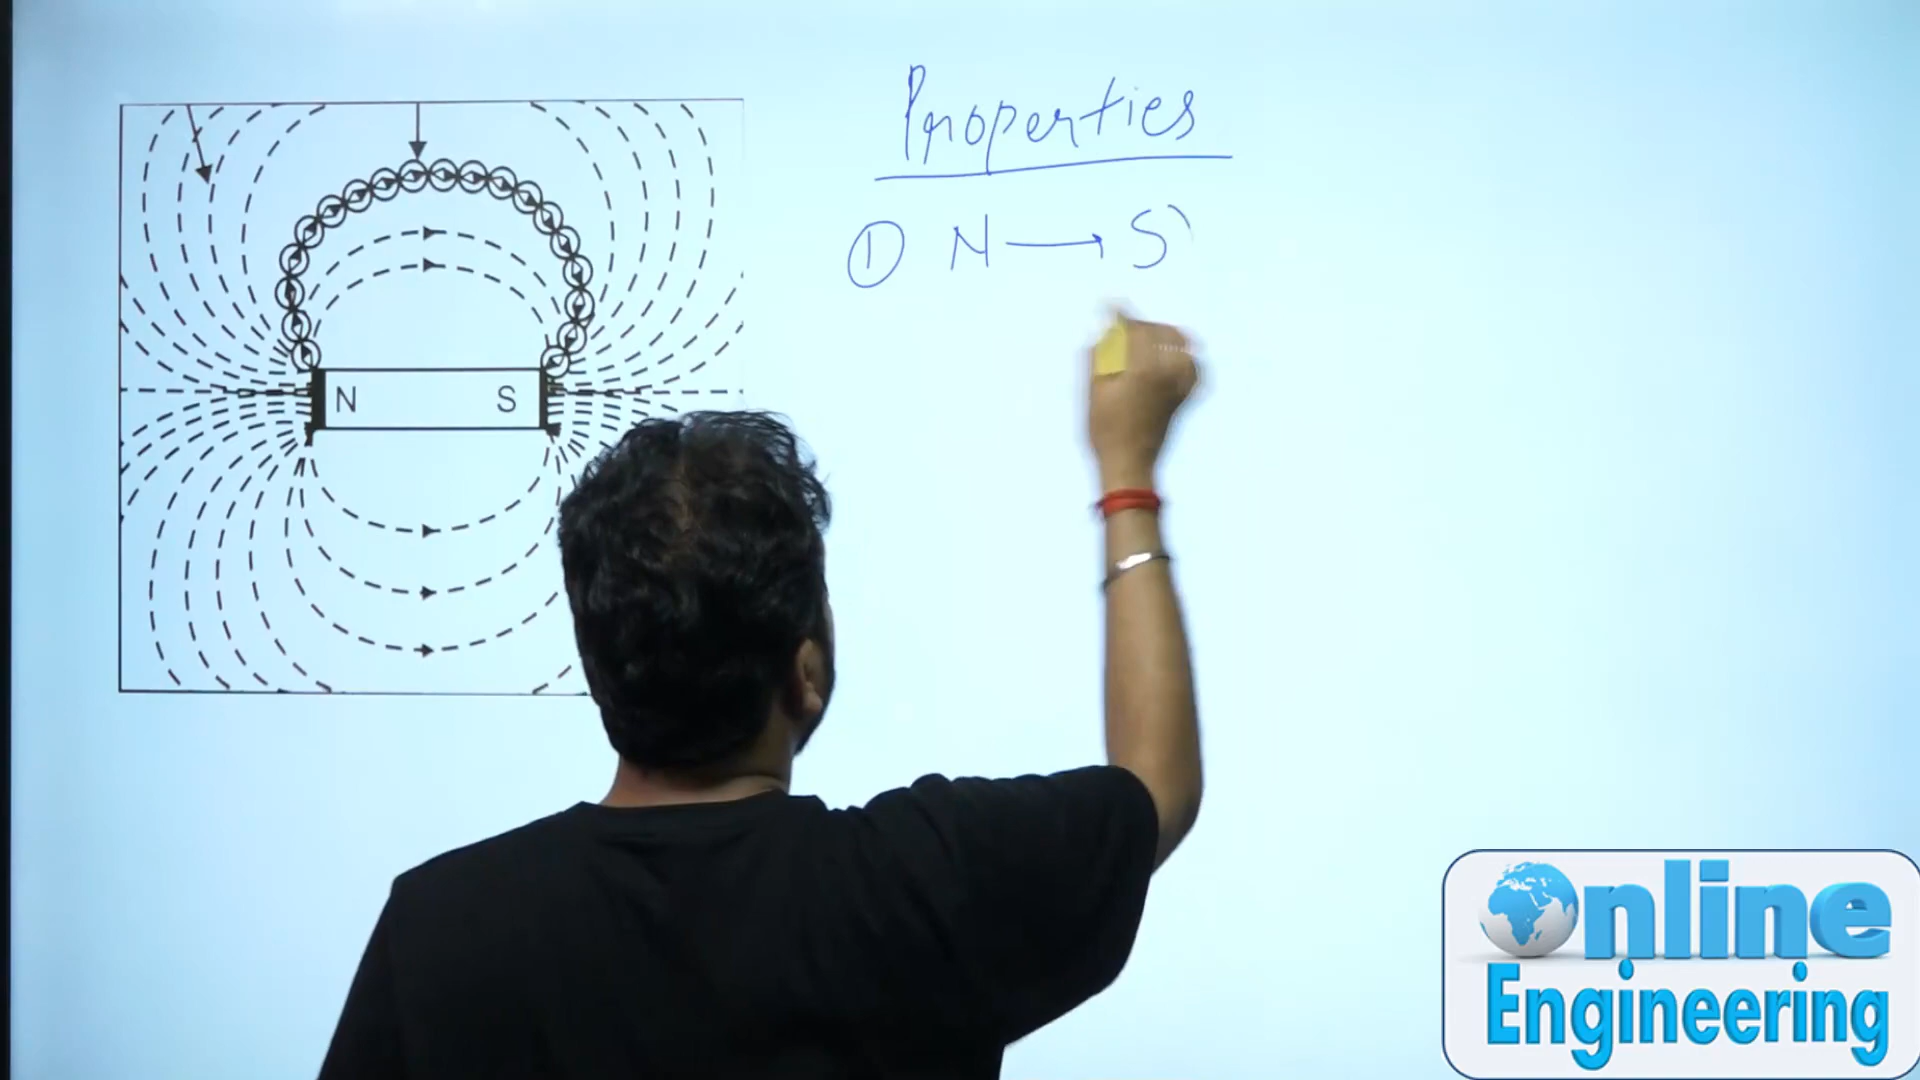 Properties
① N → S
N S
Online
Engineering